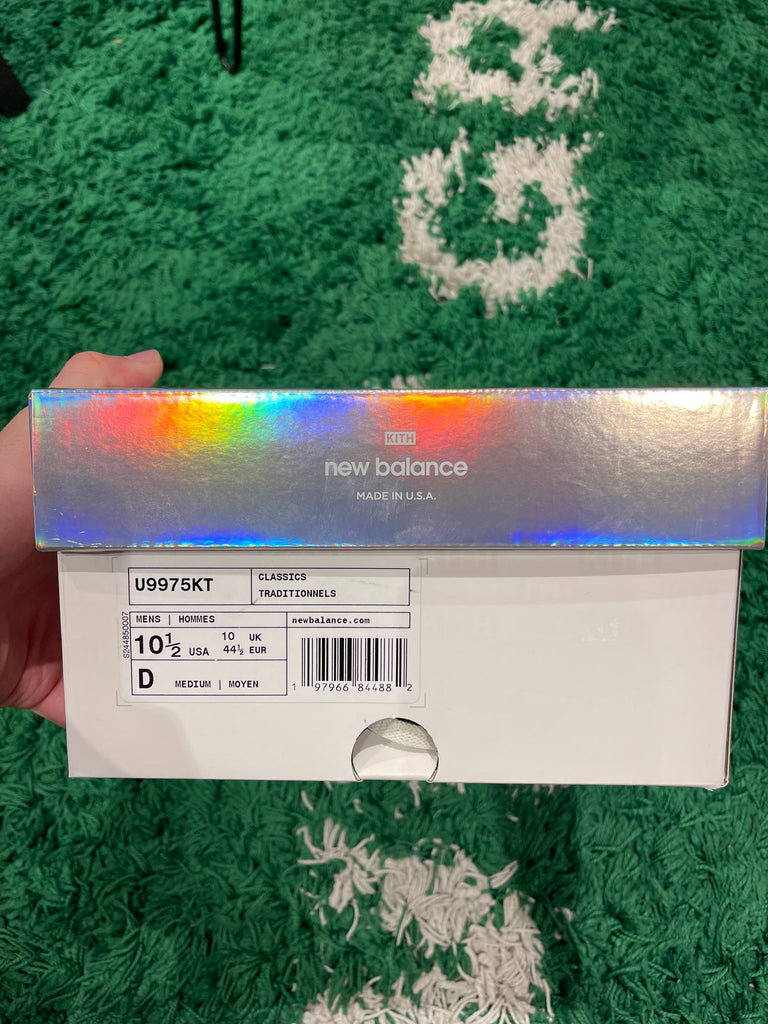 KITH
new balance
MADE IN U.S.A.
U9975KT
CLASSICS
TRADITIONNELS
MENS | HOMMES
newbalance.com
S244850007
10½ USA
10 UK
44½ EUR
D MEDIUM | MOYEN
1 97966 84488 2